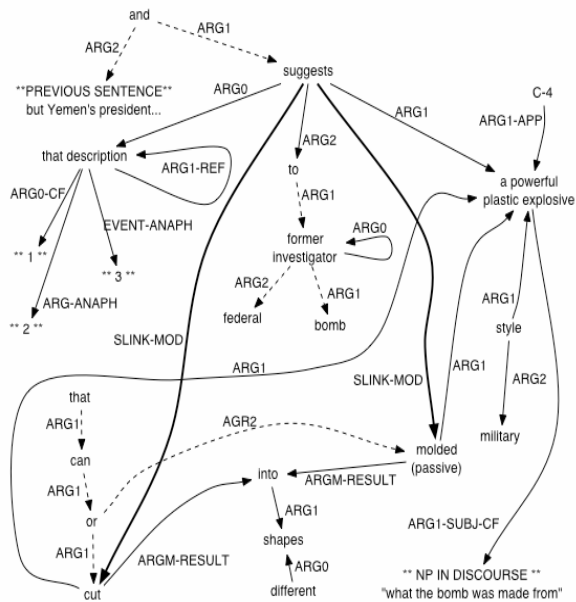 and
ARG2
ARG1
**PREVIOUS SENTENCE**
but Yemen's president...
suggests
ARG0
ARG2
ARG1
C-4
ARG1-APP
that description
ARG1-REF
to
a powerful
plastic explosive
ARG0-CF
EVENT-ANAPH
ARG1
** 1 **
** 3 **
former
investigator
ARG0
ARG-ANAPH
** 2 **
ARG2
ARG1
federal
bomb
ARG1
style
SLINK-MOD
ARG1
SLINK-MOD
ARG1
ARG2
that
ARG1
AGR2
can
military
molded
(passive)
ARG1
into
ARGM-RESULT
or
ARG1
ARG1
ARGM-RESULT
shapes
ARG1-SUBJ-CF
ARG0
cut
different
** NP IN DISCOURSE **
"what the bomb was made from"